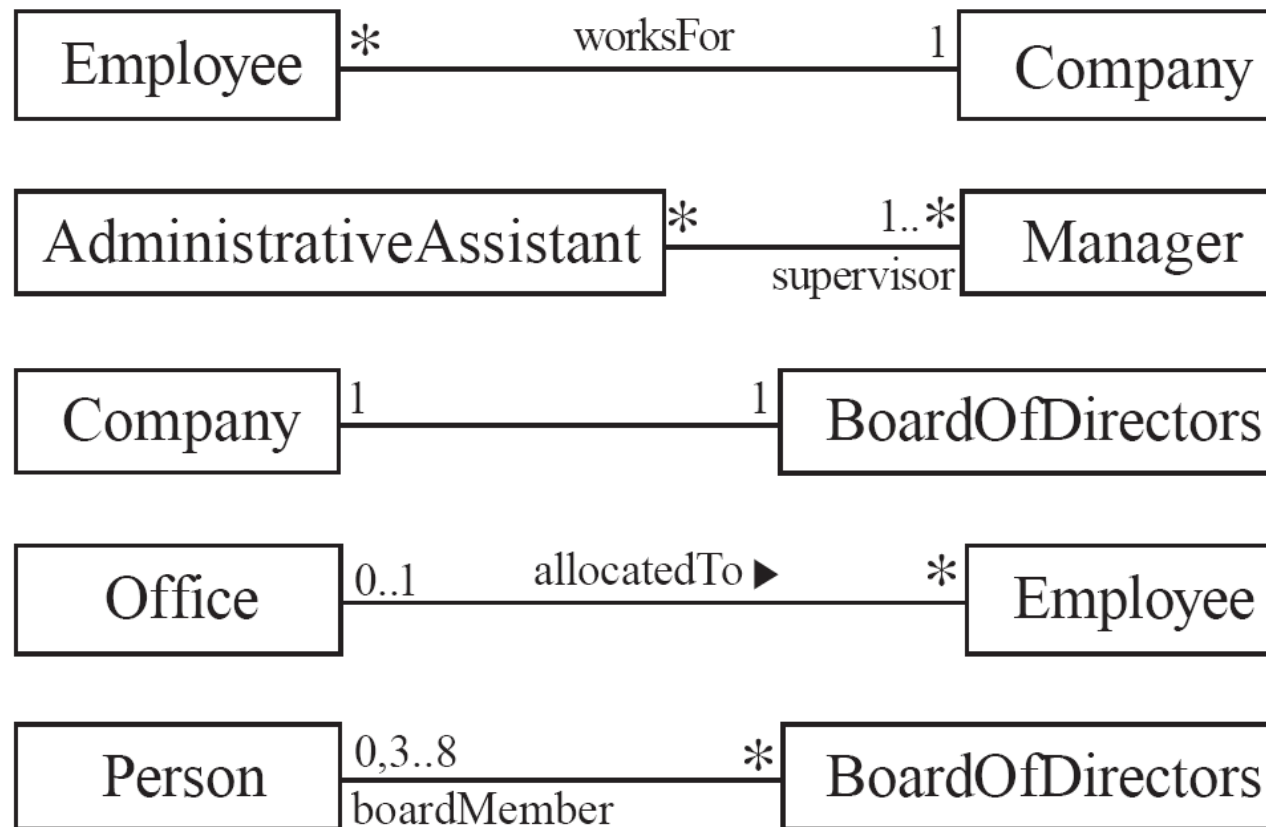 Employee * worksFor 1 Company
AdministrativeAssistant * 1..* Manager
supervisor
Company 1 1 BoardOfDirectors
Office 0..1 allocatedTo ▶ * Employee
Person 0,3..8 * BoardOfDirectors
boardMember